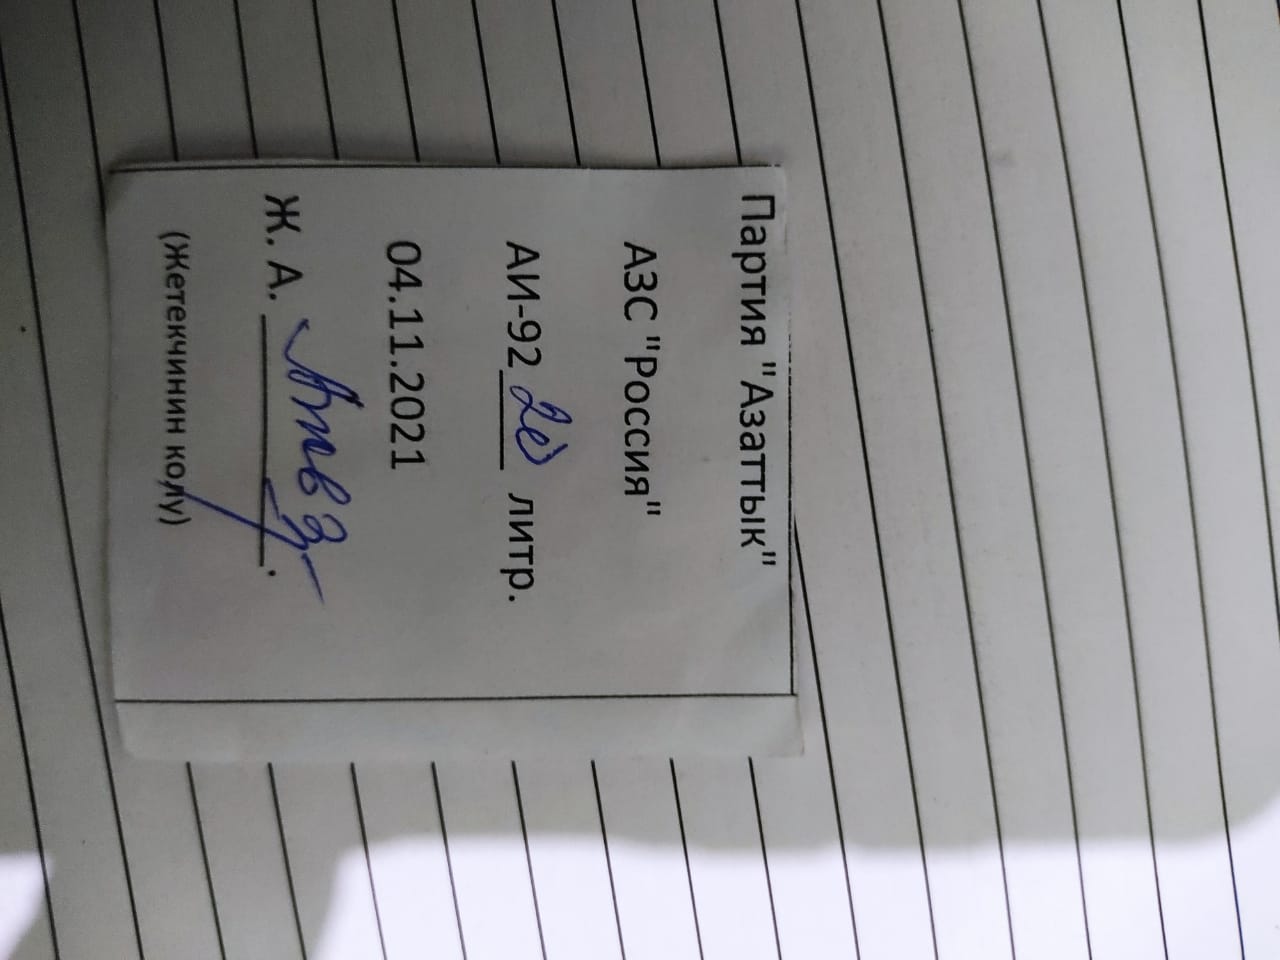 Партия "Азаттык"
АЗС "Россия"
АИ-92 20 литр.
04.11.2021
Ж. А. .
(Жетекчинин колу)